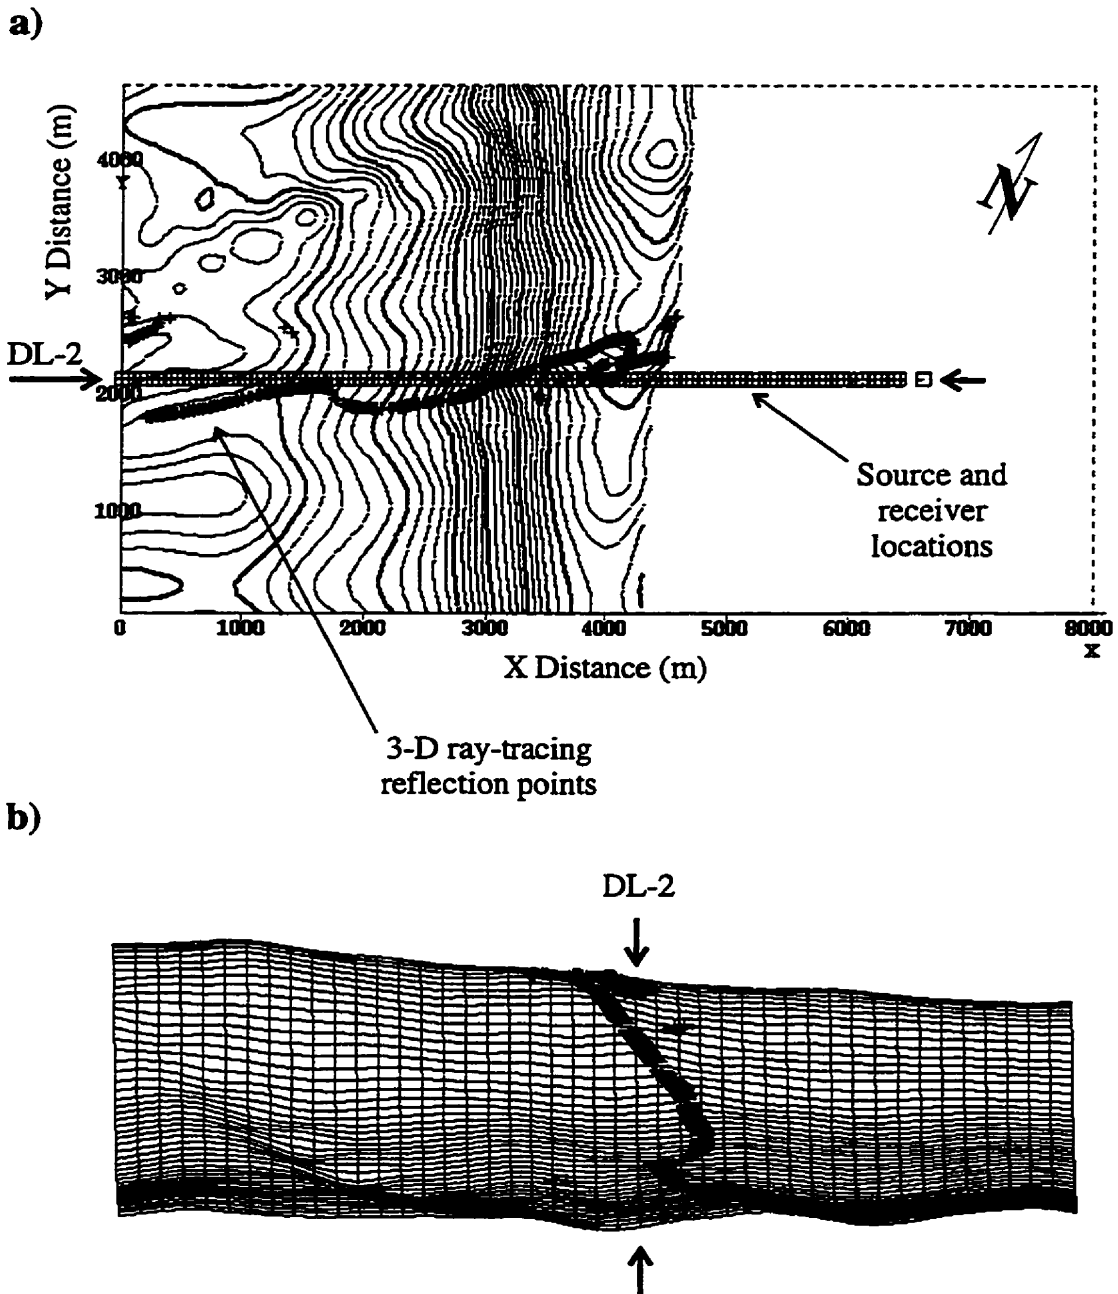 a)
Y Distance (m)
4000
Y
3000
2000
1000
DL-2
N
Source and
receiver
locations
0 1000 2000 3000 4000 5000 6000 7000 8000
x
X Distance (m)
3-D ray-tracing
reflection points
b)
DL-2